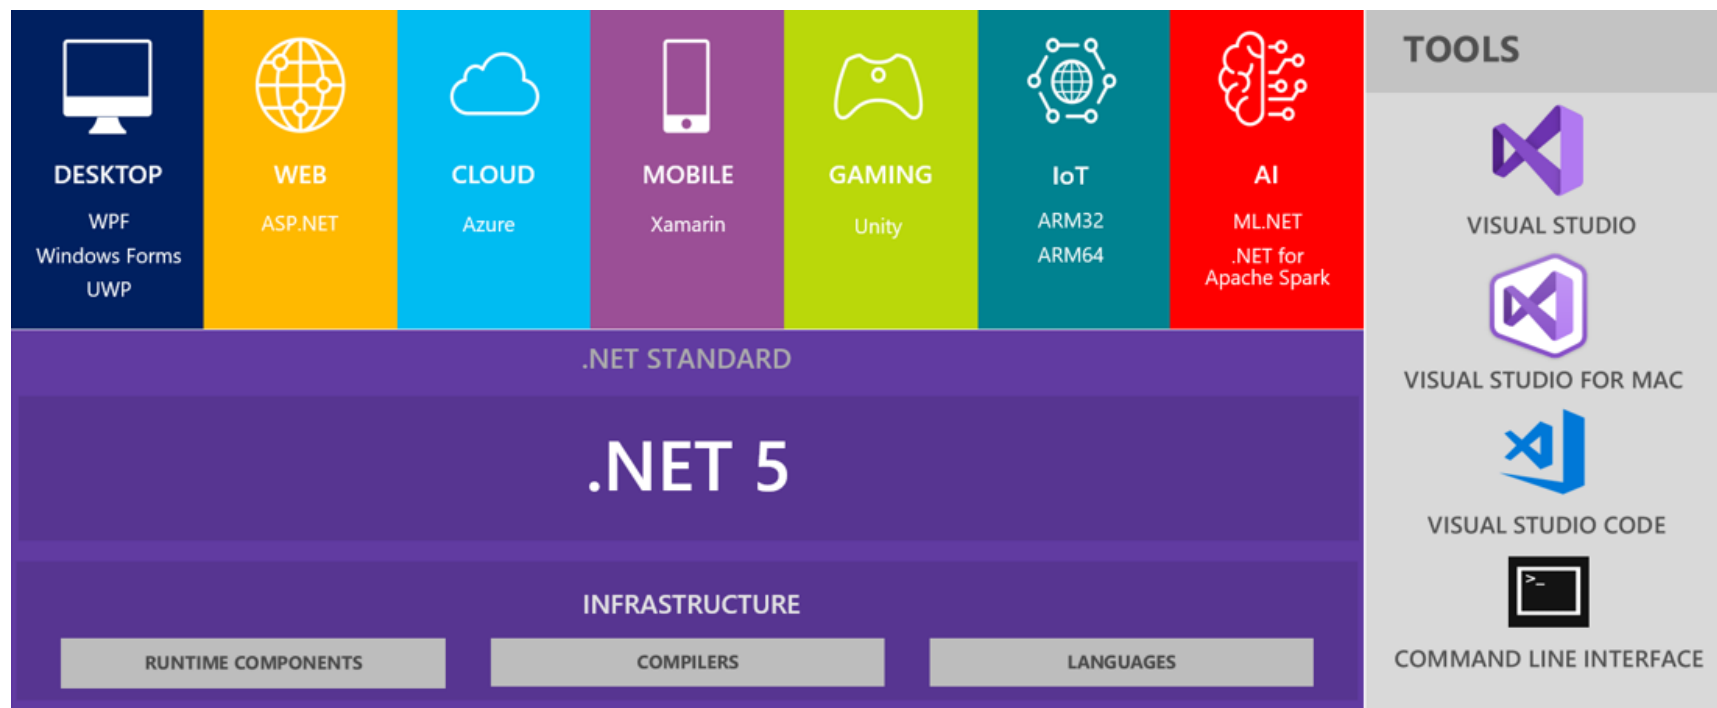 DESKTOP
WPF
Windows Forms
UWP
WEB
ASP.NET
CLOUD
Azure
MOBILE
Xamarin
GAMING
Unity
IoT
ARM32
ARM64
AI
ML.NET
.NET for
Apache Spark
.NET STANDARD
.NET 5
INFRASTRUCTURE
RUNTIME COMPONENTS
COMPILERS
LANGUAGES
TOOLS
VISUAL STUDIO
VISUAL STUDIO FOR MAC
VISUAL STUDIO CODE
>_
COMMAND LINE INTERFACE